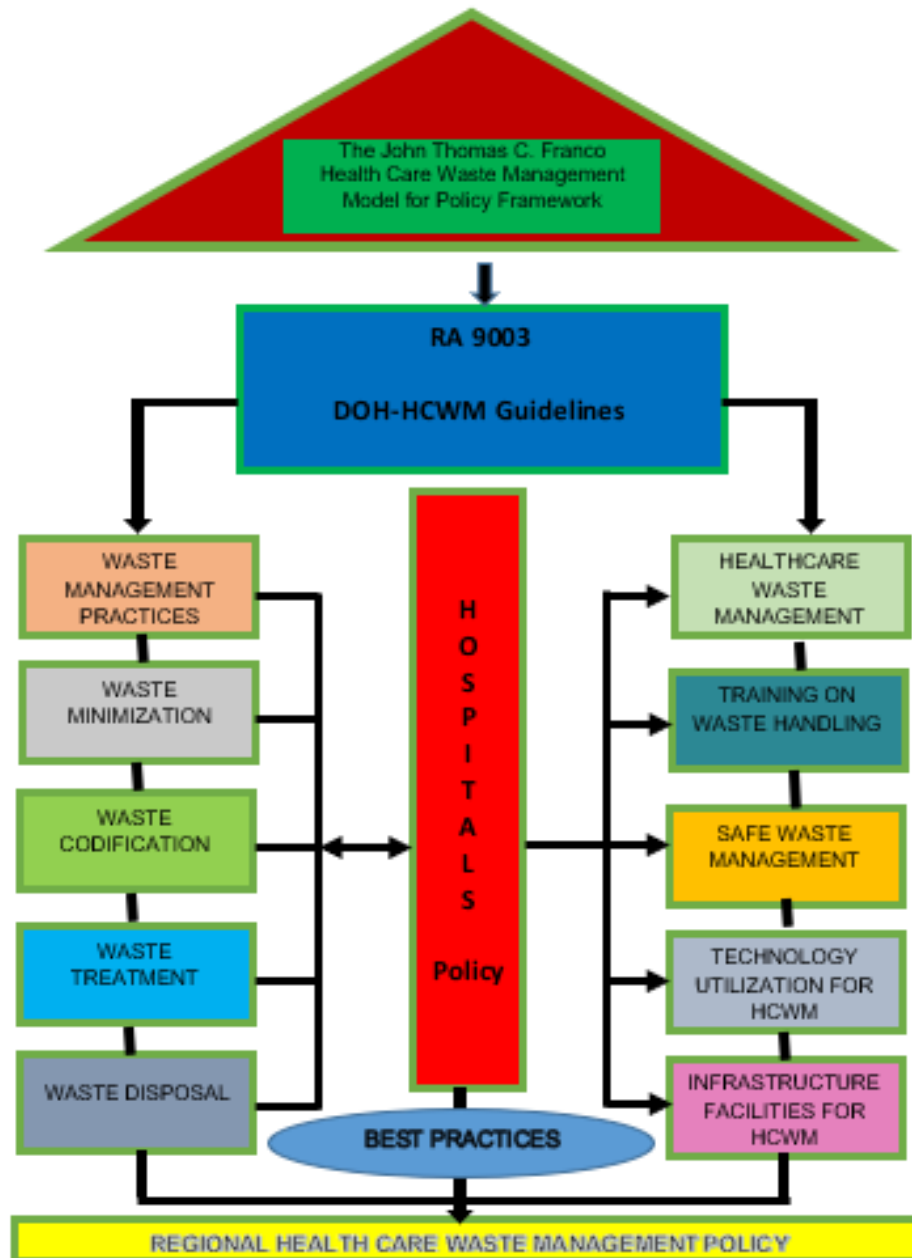 The John Thomas C. Franco
Health Care Waste Management
Model for Policy Framework
RA 9003
DOH-HCWM Guidelines
WASTE
MANAGEMENT
PRACTICES
WASTE
MINIMIZATION
WASTE
CODIFICATION
WASTE
TREATMENT
WASTE DISPOSAL
H
O
S
P
I
T
A
L
S
Policy
HEALTHCARE
WASTE
MANAGEMENT
TRAINING ON
WASTE HANDLING
SAFE WASTE
MANAGEMENT
TECHNOLOGY
UTILIZATION FOR
HCWM
INFRASTRUCTURE
FACILITIES FOR
HCWM
BEST PRACTICES
REGIONAL HEALTH CARE WASTE MANAGEMENT POLICY